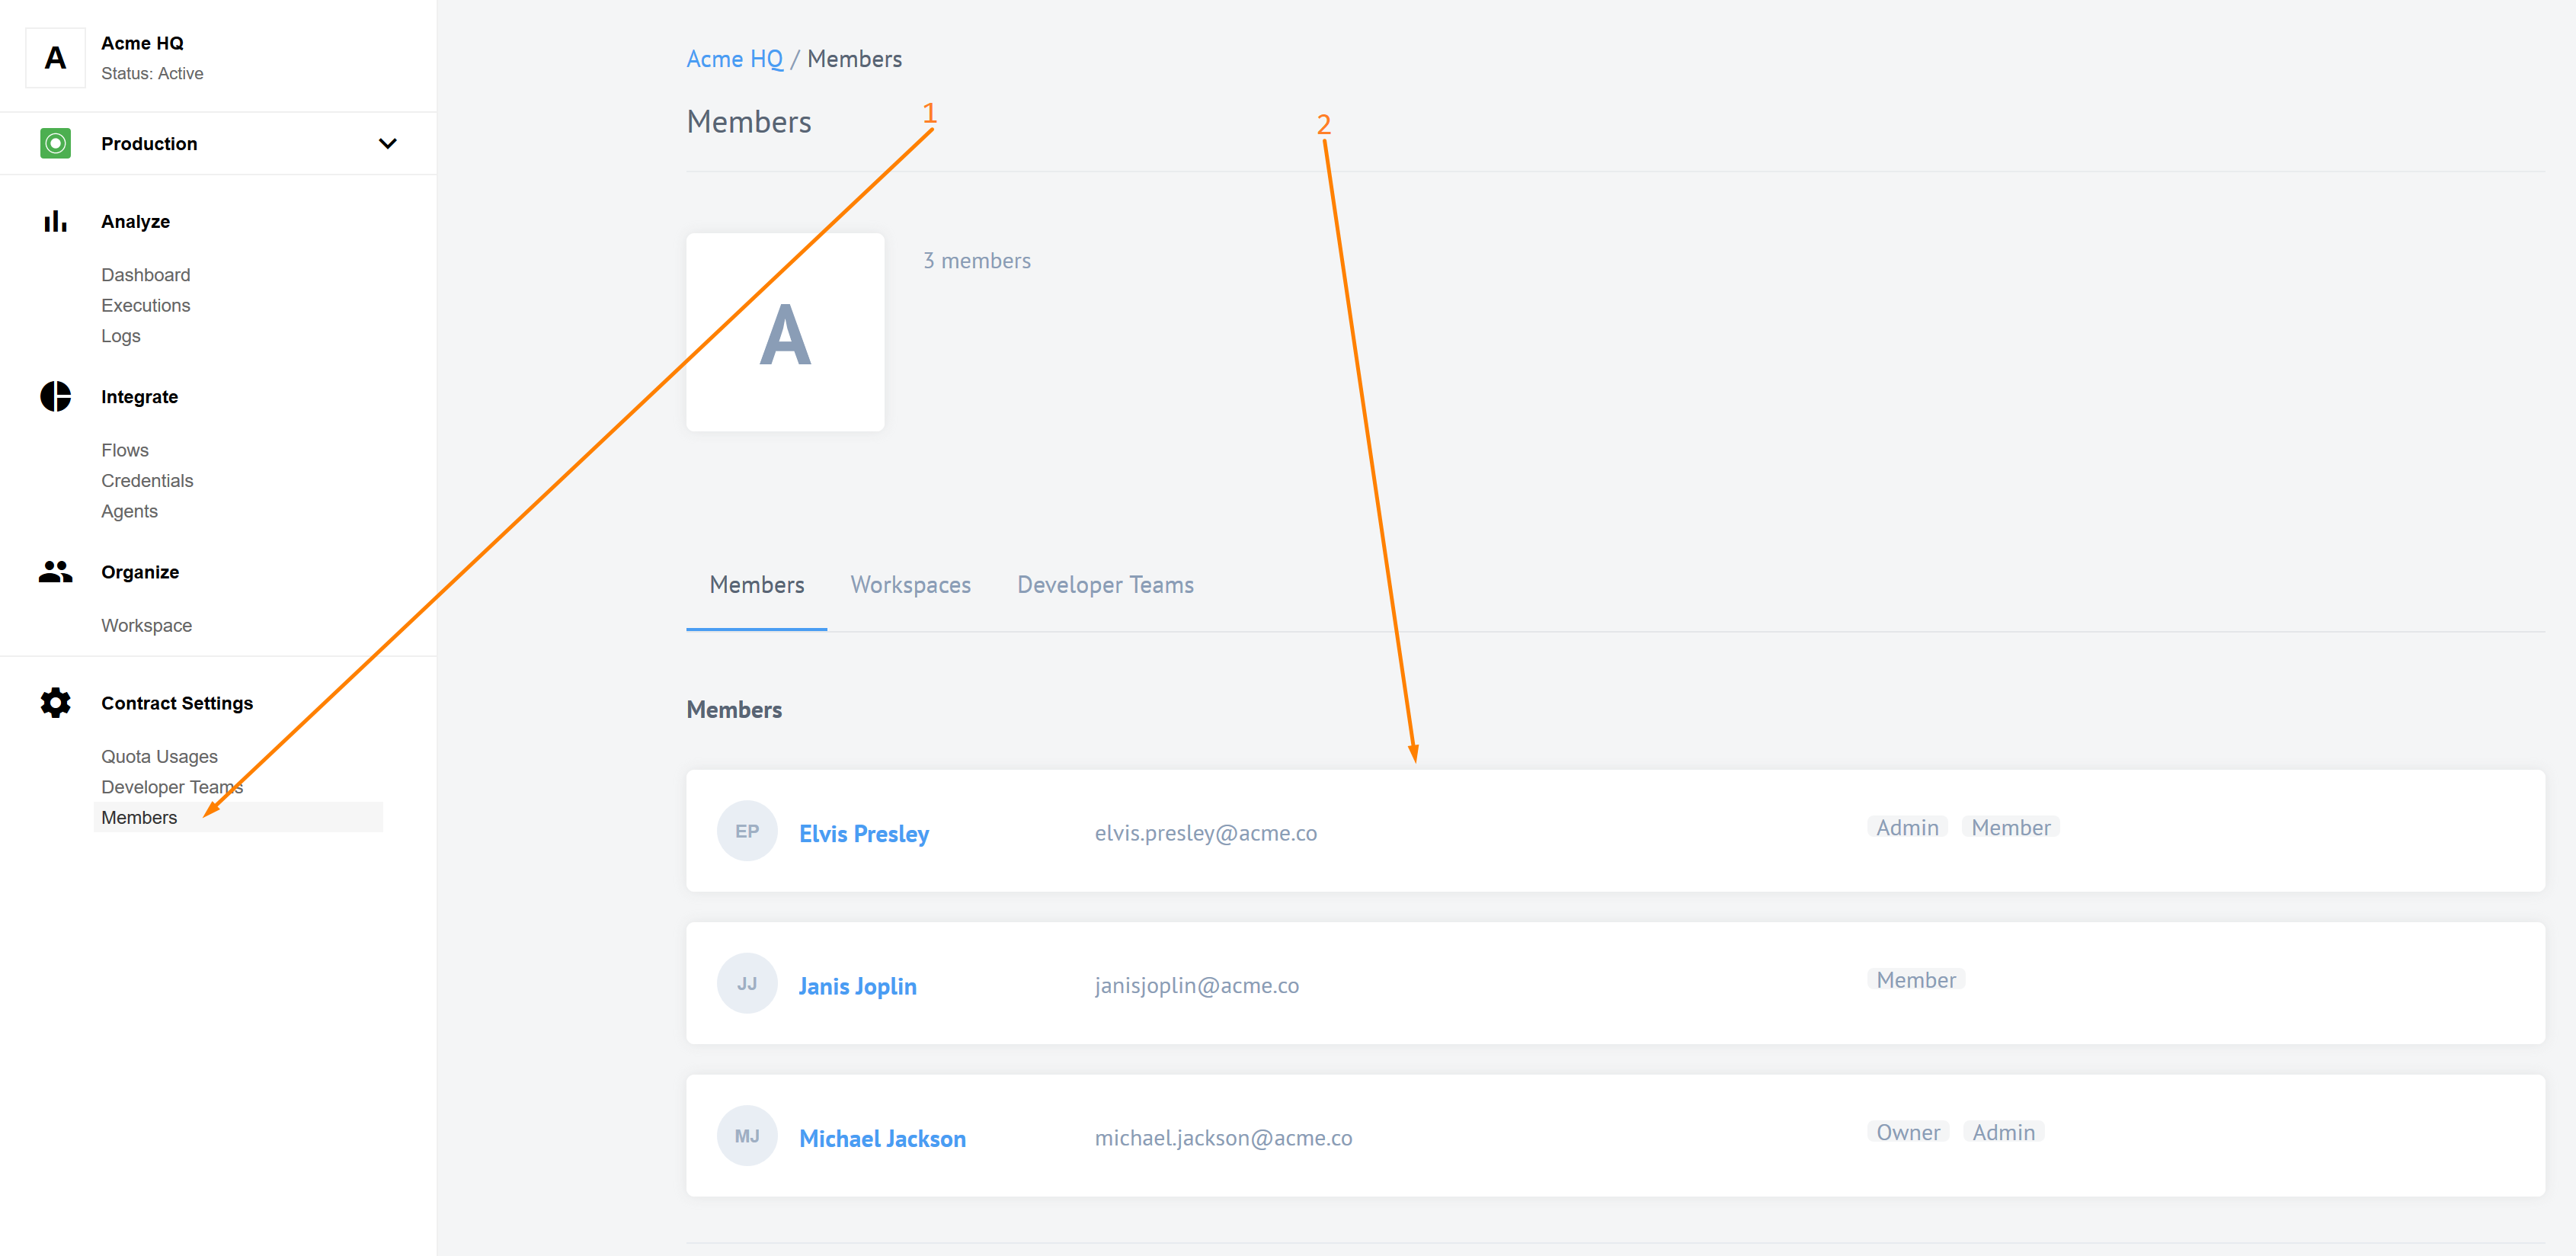 A
Acme HQ
Status: Active
Production
Analyze
Dashboard
Executions
Logs
Integrate
Flows
Credentials
Agents
Organize
Workspace
Contract Settings
Quota Usages
Developer Teams
Members
Acme HQ / Members
Members
1
2
A
3 members
Members Workspaces Developer Teams
Members
EP Elvis Presley elvis.presley@acme.co Admin Member
JJ Janis Joplin janisjoplin@acme.co Member
MJ Michael Jackson michael.jackson@acme.co Owner Admin